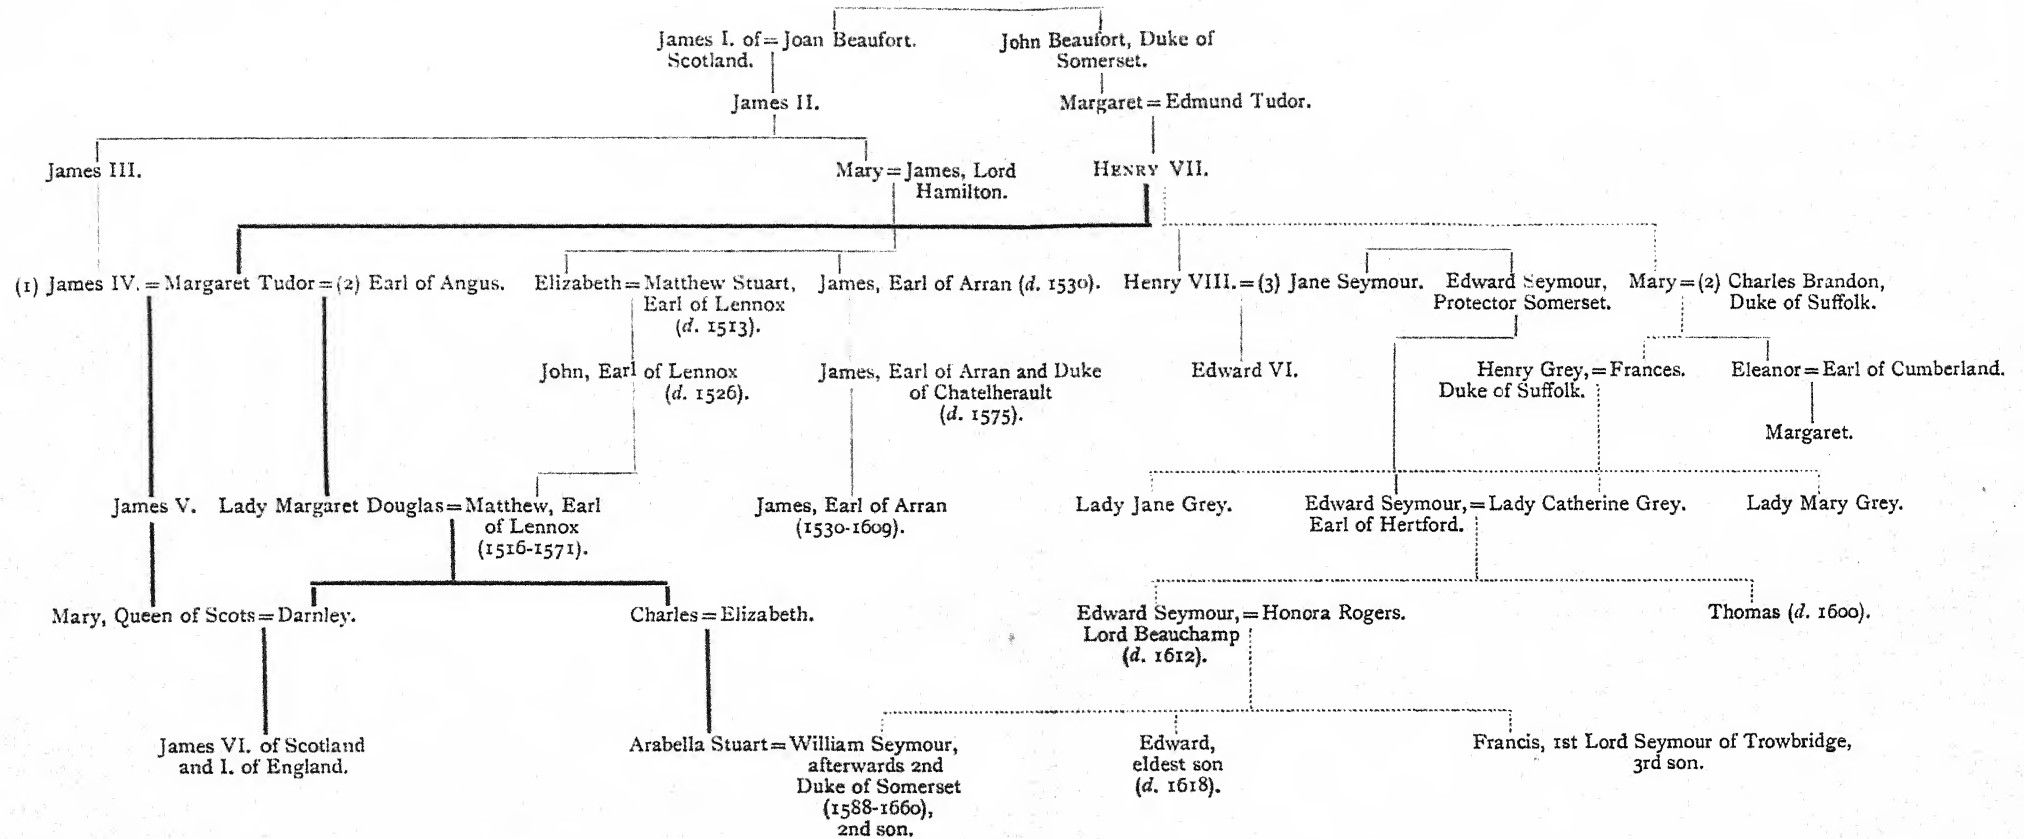 James I. of = Joan Beaufort.
Scotland.
John Beaufort, Duke of
Somerset.
James II.
Margaret = Edmund Tudor.
James III.
Mary = James, Lord
Hamilton.
HENRY VII.
(1) James IV. = Margaret Tudor = (2) Earl of Angus.
Elizabeth = Matthew Stuart,
Earl of Lennox
(d. 1513).
James, Earl of Arran (d. 1530).
Henry VIII. = (3) Jane Seymour.
Edward Seymour,
Protector Somerset.
Mary = (2) Charles Brandon,
Duke of Suffolk.
John, Earl of Lennox
(d. 1526).
James, Earl of Arran and Duke
of Chatelherault
(d. 1575).
Edward VI.
Henry Grey, = Frances.
Duke of Suffolk.
Eleanor = Earl of Cumberland.
Margaret.
James V.
Lady Margaret Douglas = Matthew, Earl
of Lennox
(1516-1571).
James, Earl of Arran
(1530-1609).
Lady Jane Grey.
Edward Seymour, = Lady Catherine Grey.
Earl of Hertford.
Lady Mary Grey.
Mary, Queen of Scots = Darnley.
Charles = Elizabeth.
Edward Seymour, = Honora Rogers.
Lord Beauchamp
(d. 1612).
Thomas (d. 1600).
James VI. of Scotland
and I. of England.
Arabella Stuart = William Seymour,
afterwards 2nd
Duke of Somerset
(1588-1660),
2nd son.
Edward,
eldest son
(d. 1618).
Francis, 1st Lord Seymour of Trowbridge,
3rd son.